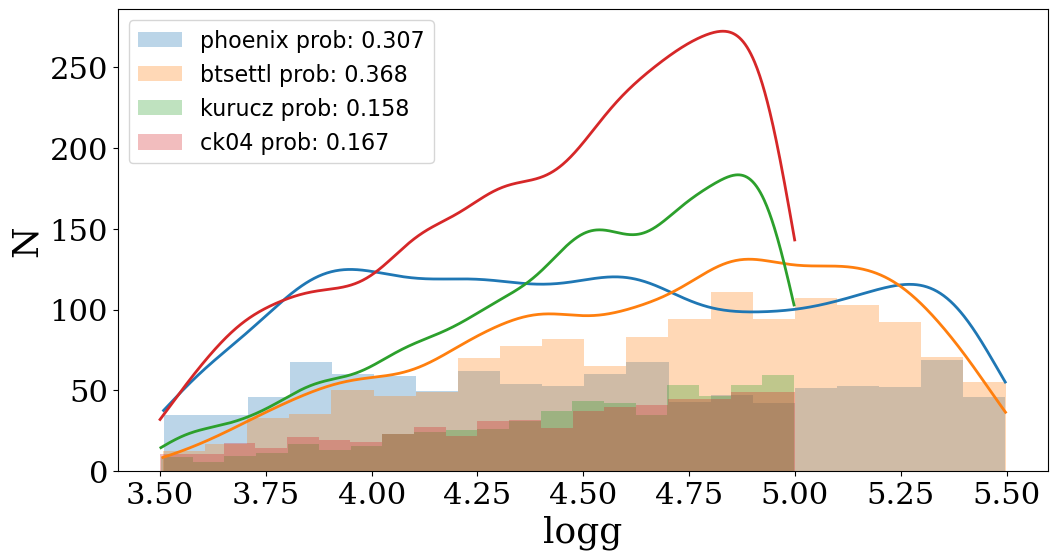 phoenix prob: 0.307
btsettl prob: 0.368
kurucz prob: 0.158
ck04 prob: 0.167
N
250
200
150
100
50
0
3.50 3.75 4.00 4.25 4.50 4.75 5.00 5.25 5.50
logg